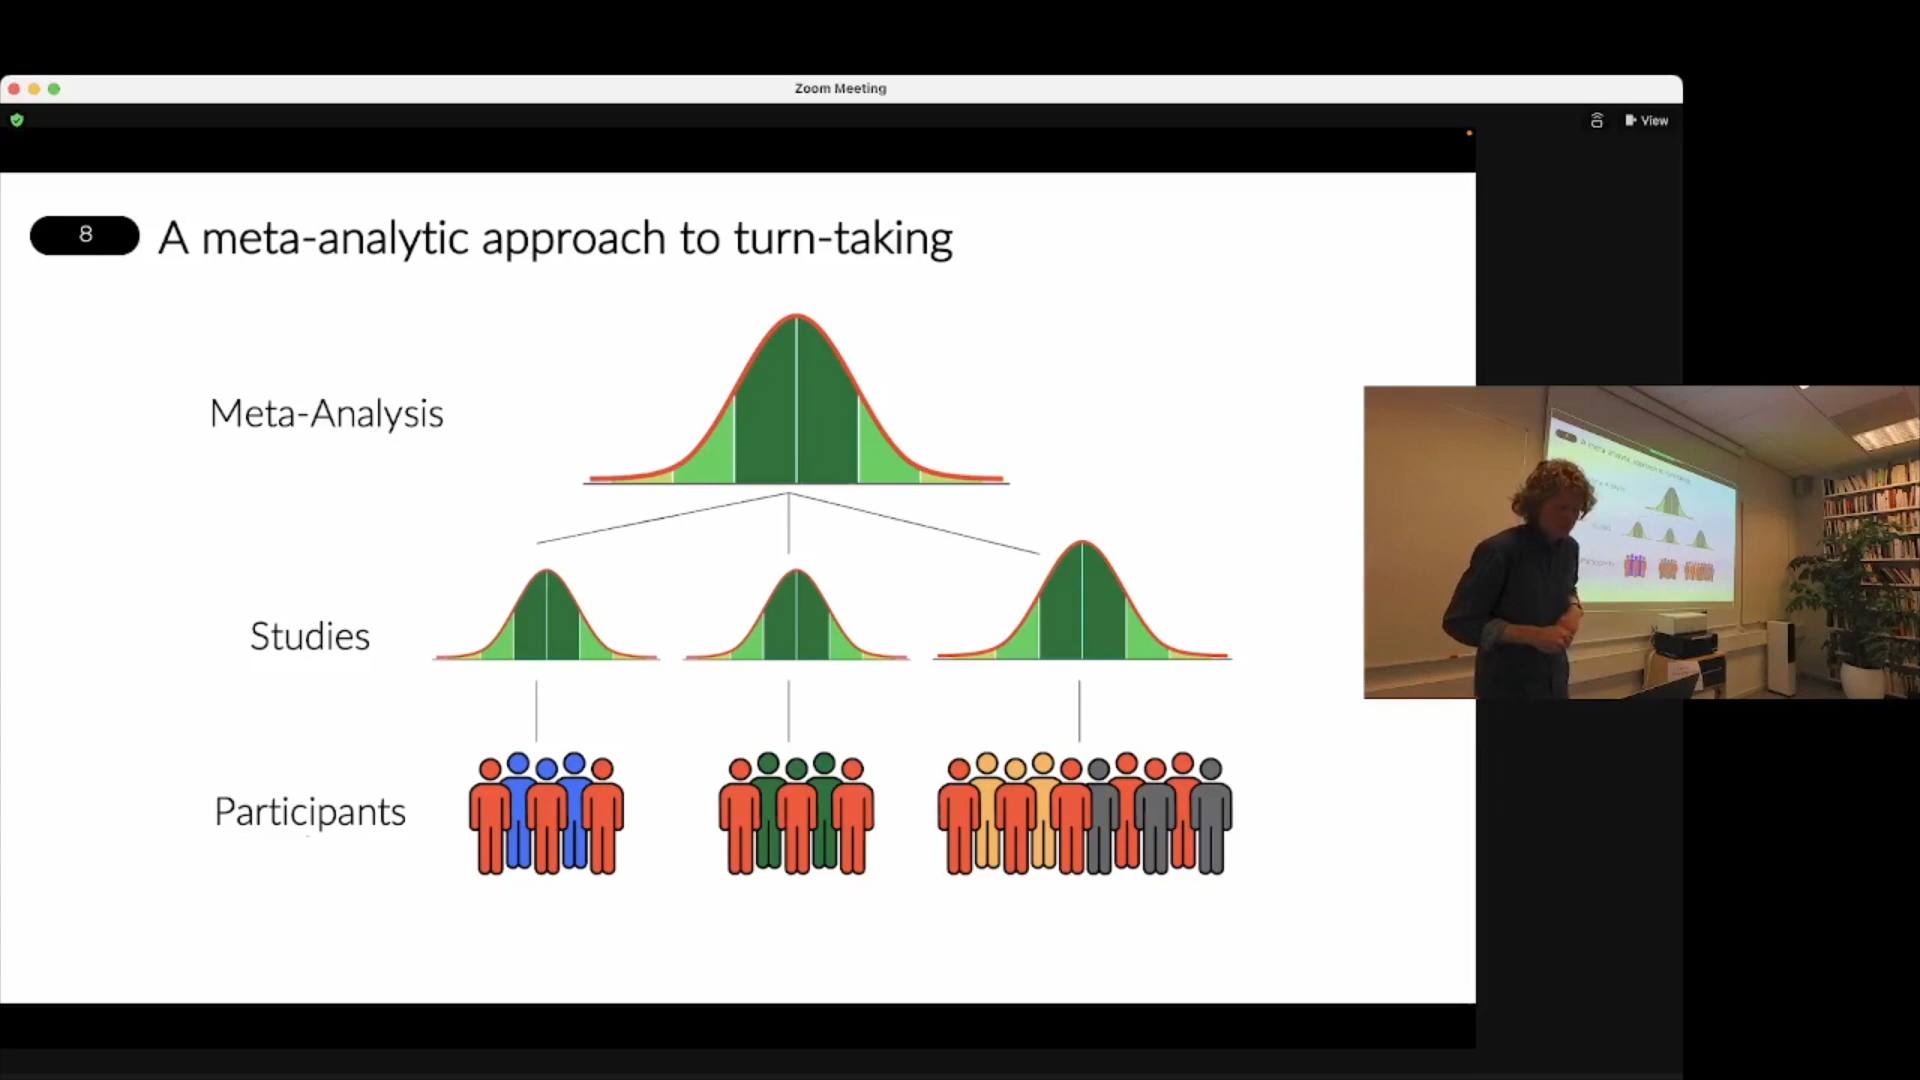 Zoom Meeting
View
8
A meta-analytic approach to turn-taking
Meta-Analysis
Studies
Participants